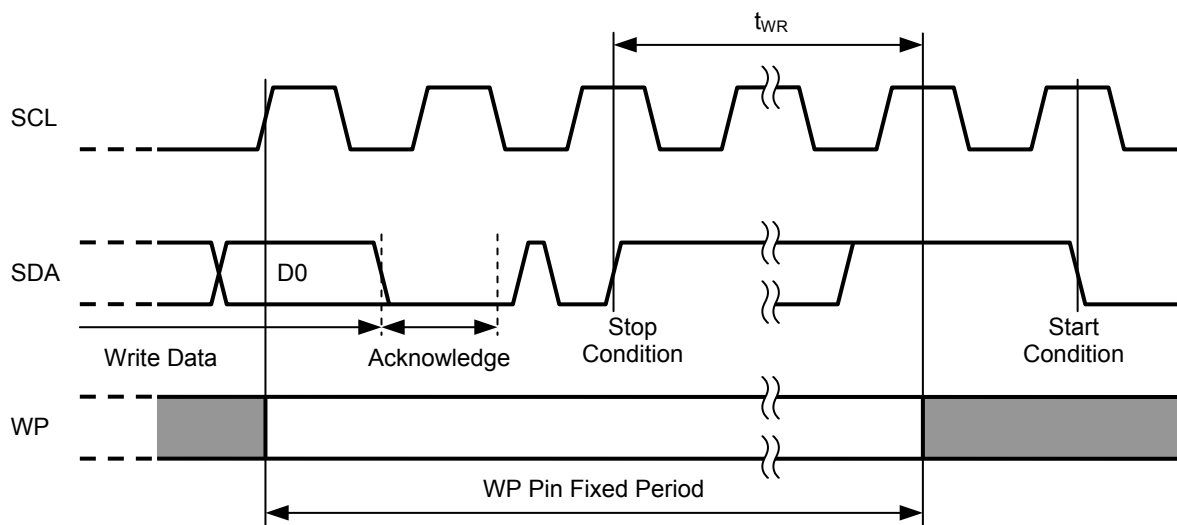 tWR
SCL
SDA
D0
Write Data
Acknowledge
Stop
Condition
Start
Condition
WP
WP Pin Fixed Period